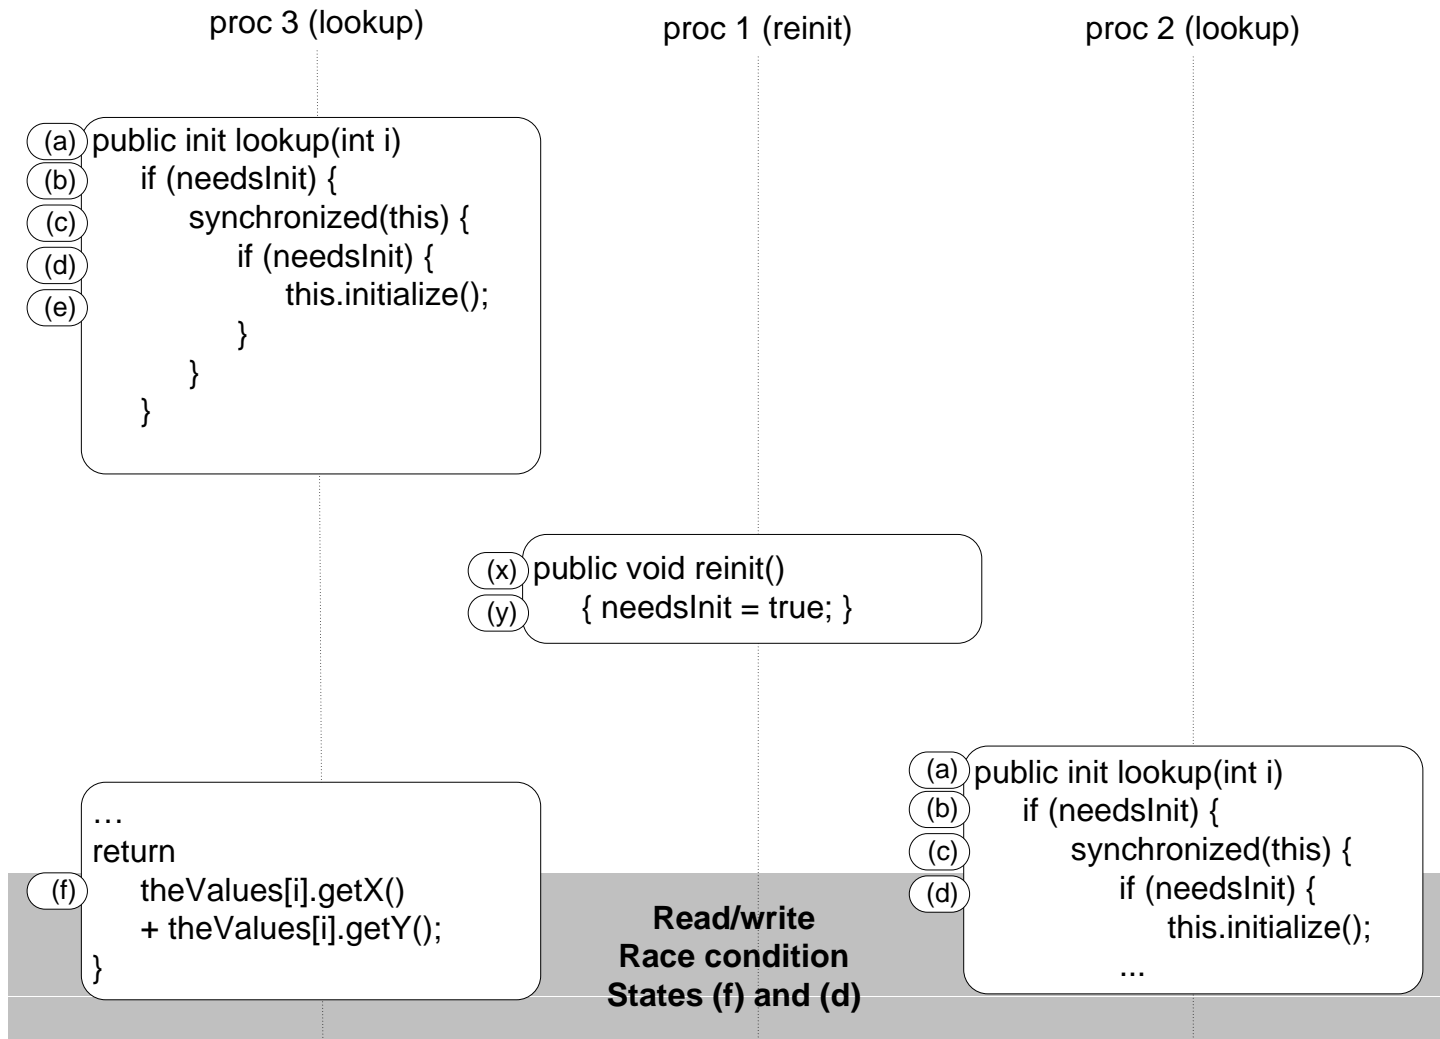 proc 3 (lookup)
proc 1 (reinit)
proc 2 (lookup)
(a) public init lookup(int i)
(b) if (needsInit) {
(c) synchronized(this) {
(d) if (needsInit) {
(e) this.initialize();
}
}
}
(x) public void reinit()
(y) { needsInit = true; }
...
return
(f) theValues[i].getX()
+ theValues[i].getY();
}
Read/write
Race condition
States (f) and (d)
(a) public init lookup(int i)
(b) if (needsInit) {
(c) synchronized(this) {
(d) if (needsInit) {
this.initialize();
...